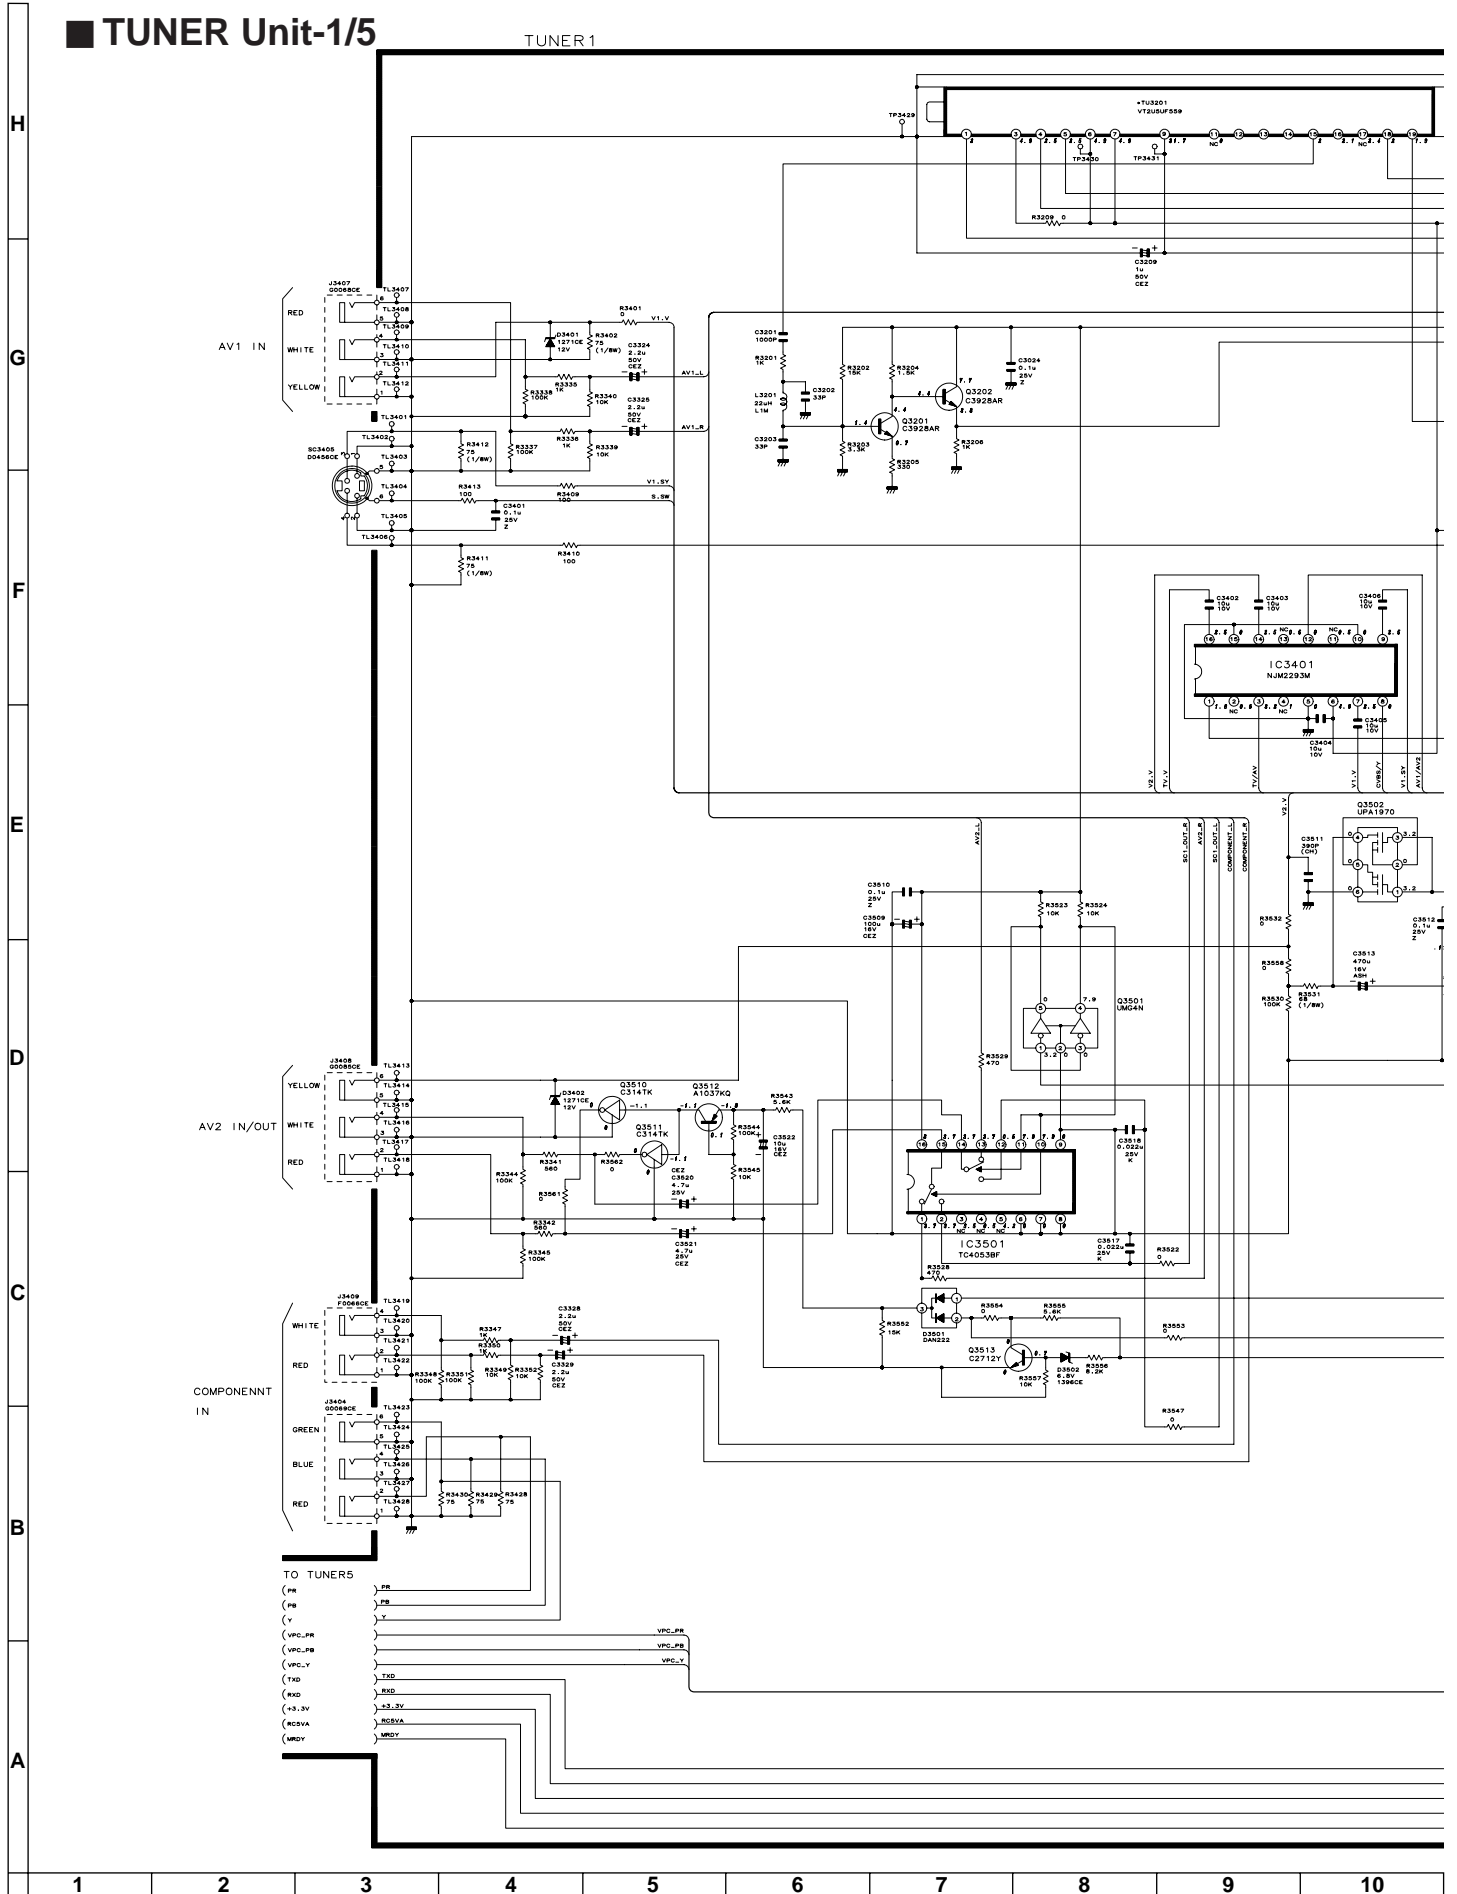 ■ TUNER Unit-1/5
TUNER1
H
G
F
E
D
C
B
A
TU3201
VT2U5UF5S9
TP3429
TP3430
TP3431
NC
NC
R3209 0
C3209
1u
50V
CEZ
AV1 IN
J3407
G0068CE
RED
WHITE
YELLOW
TL3407
TL3408
TL3409
TL3410
TL3411
TL3412
TL3401
TL3402
TL3403
TL3404
TL3405
TL3406
SC3405
D0456CE
D3401
1271CE
12V
R3401
0
R3402
75
(1/8W)
C3324
2.2u
50V
CEZ
V1.V
AV1_L
R3338
100K
R3335
1K
R3340
10K
C3325
2.2u
50V
CEZ
AV1_R
R3412
75
(1/8W)
R3337
100K
R3336
1K
R3339
10K
R3413
100
R3409
100
C3401
0.1u
25V
Z
V1.SY
S.SW
R3411
75
(1/8W)
R3410
100
C3201
1000P
R3201
1K
L3201
22uH
L1M
C3202
33P
C3203
33P
R3202
15K
R3203
3.3K
R3204
1.5K
Q3201
C3928AR
R3205
330
Q3202
C3928AR
R3206
1K
C3024
0.1u
25V
Z
C3402
10u
10V
C3403
10u
10V
C3406
10u
10V
IC3401
NJM2293M
C3404
10u
10V
C3405
10u
10V
V2.V
TV.V
TV/AV
V1.V
CVBS/Y
V1.SY
AV1/AV2
V2.V
Q3502
UPA1970
C3511
390P
(CH)
AV2_L
SC1_OUT_R
AV2_R
SC1_OUT_L
COMPONENT_L
COMPONENT_R
C3510
0.1u
25V
Z
C3509
100u
16V
CEZ
R3523
10K
R3524
10K
R3532
0
R3558
0
R3530
100K
R3531
68
(1/8W)
C3512
0.1u
25V
Z
C3513
470u
16V
ASH
Q3501
UMG4N
R3529
470
AV2 IN/OUT
J3408
G0085CE
YELLOW
WHITE
RED
TL3413
TL3414
TL3415
TL3416
TL3417
TL3418
D3402
1271CE
12V
Q3510
C314TK
Q3511
C314TK
Q3512
A1037KQ
R3543
5.6K
R3544
100K
C3522
10u
16V
CEZ
R3545
10K
R3344
100K
R3341
560
R3562
0
R3561
0
CEZ
C3520
4.7u
25V
R3342
560
R3345
100K
C3521
4.7u
25V
CEZ
C3518
0.022u
25V
K
IC3501
TC4053BF
C3517
0.022u
25V
K
R3522
0
R3528
470
J3409
F0066CE
WHITE
RED
TL3419
TL3420
TL3421
TL3422
R3347
1K
R3350
1K
C3328
2.2u
50V
CEZ
C3329
2.2u
50V
CEZ
R3348
100K
R3351
100K
R3349
10K
R3352
10K
R3552
15K
D3501
DAN222
R3554
0
R3555
5.6K
R3553
0
Q3513
C2712Y
R3557
10K
D3502
6.8V
1396CE
R3556
8.2K
R3547
0
COMPONENNT
IN
J3404
G0069CE
GREEN
BLUE
RED
TL3423
TL3424
TL3425
TL3426
TL3427
TL3428
R3430
75
R3429
75
R3428
75
TO TUNER5
PR PR
PB PB
Y Y
VPC_PR VPC_PR
VPC_PB VPC_PB
VPC_Y VPC_Y
TXD TXD
RXD RXD
+3.3V +3.3V
RC5VA RC5VA
MRDY MRDY
1 2 3 4 5 6 7 8 9 10